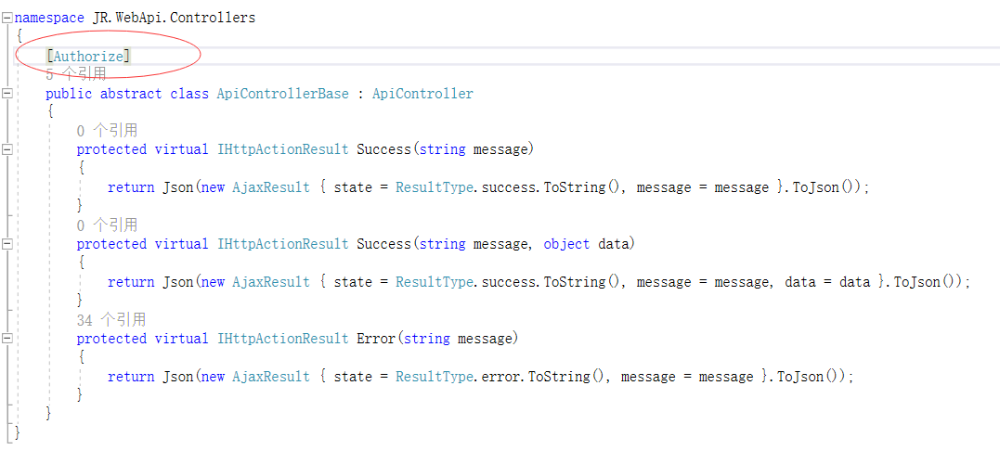 namespace JR.WebApi.Controllers
{
[Authorize]
5 个引用
public abstract class ApiControllerBase : ApiController
{
0 个引用
protected virtual IHttpActionResult Success(string message)
{
return Json(new AjaxResult { state = ResultType.success.ToString(), message = message }.ToJson());
}
0 个引用
protected virtual IHttpActionResult Success(string message, object data)
{
return Json(new AjaxResult { state = ResultType.success.ToString(), message = message, data = data }.ToJson());
}
34 个引用
protected virtual IHttpActionResult Error(string message)
{
return Json(new AjaxResult { state = ResultType.error.ToString(), message = message }.ToJson());
}
}
}